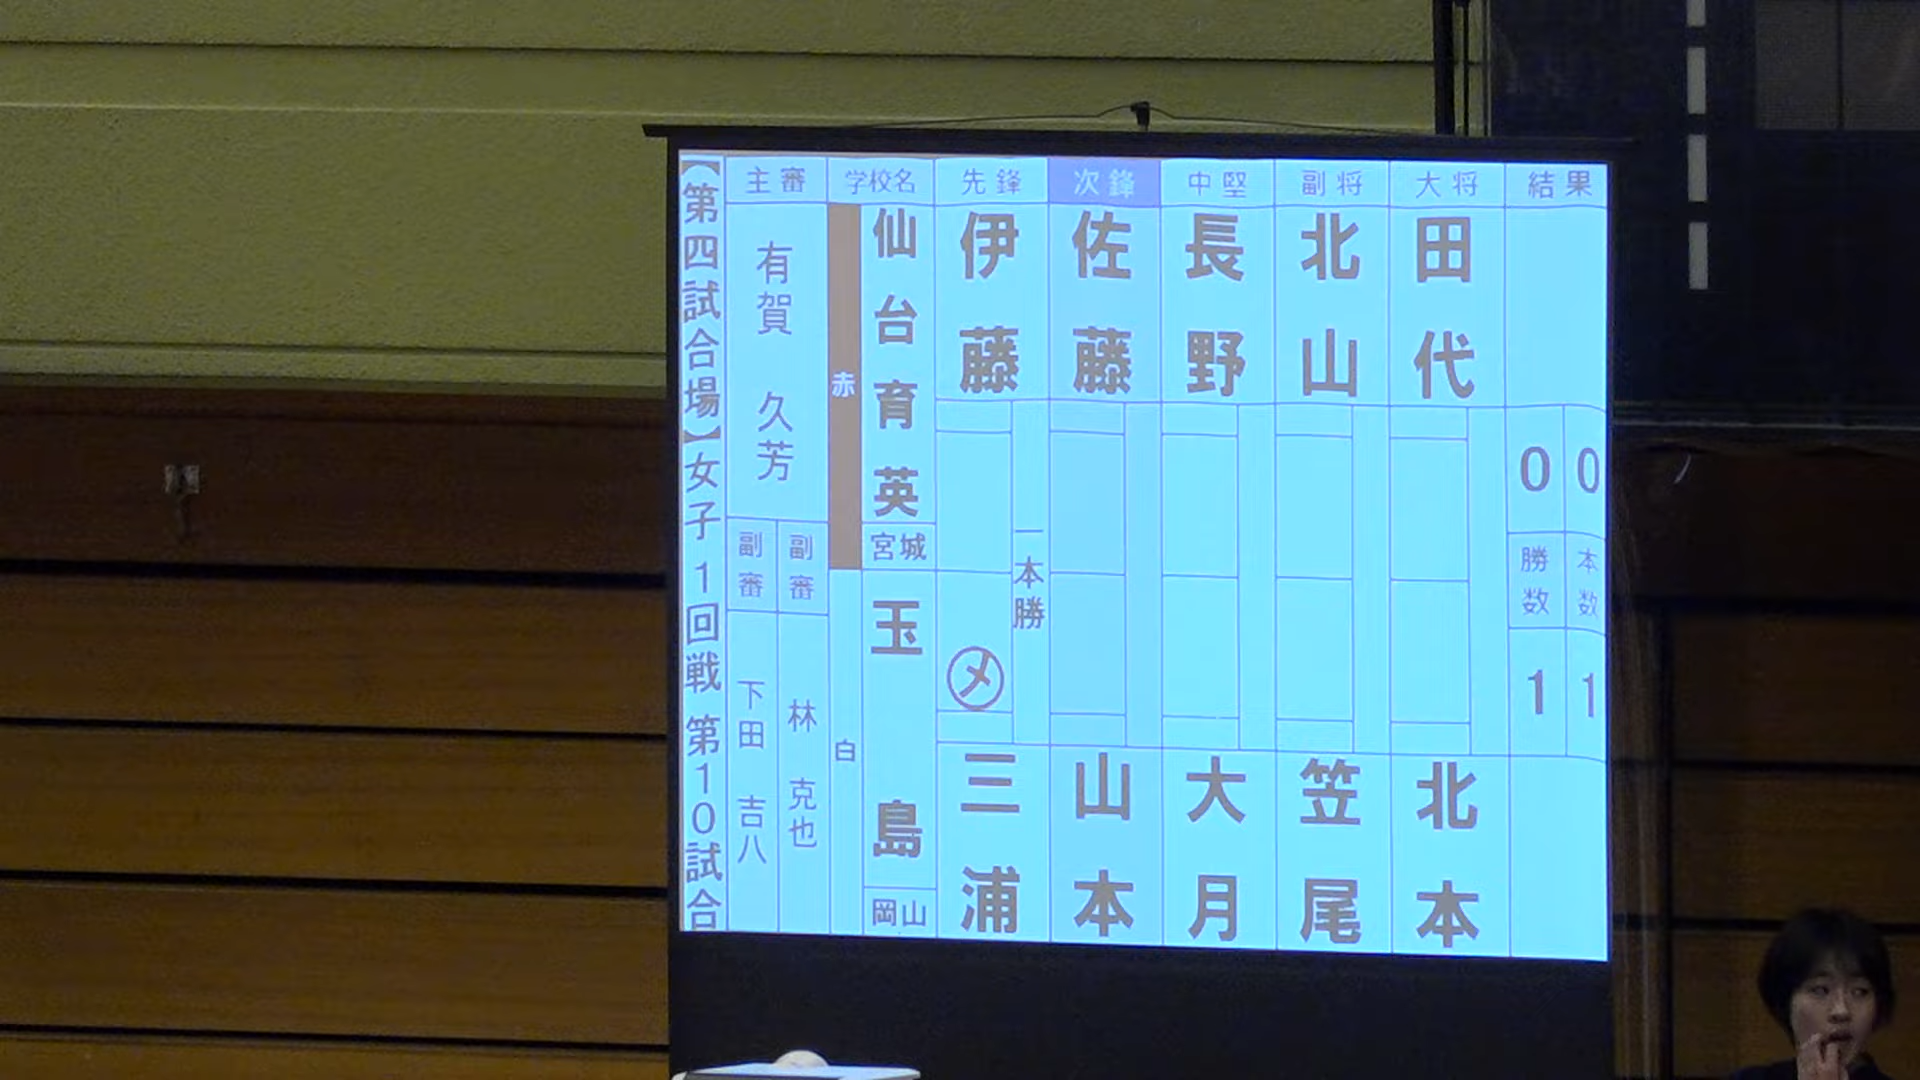 【第四試合場】女子 1回戦 第10試合
主審
学校名
先鋒
次鋒
中堅
副将
大将
結果
有賀 久芳
赤
仙台育英
宮城
伊藤
佐藤
長野
北山
田代
副審
副審
下田 吉八
林 克也
一本勝
メ
0
0
勝数
本数
1
1
白
玉島
岡山
三浦
山本
大月
笠尾
北本